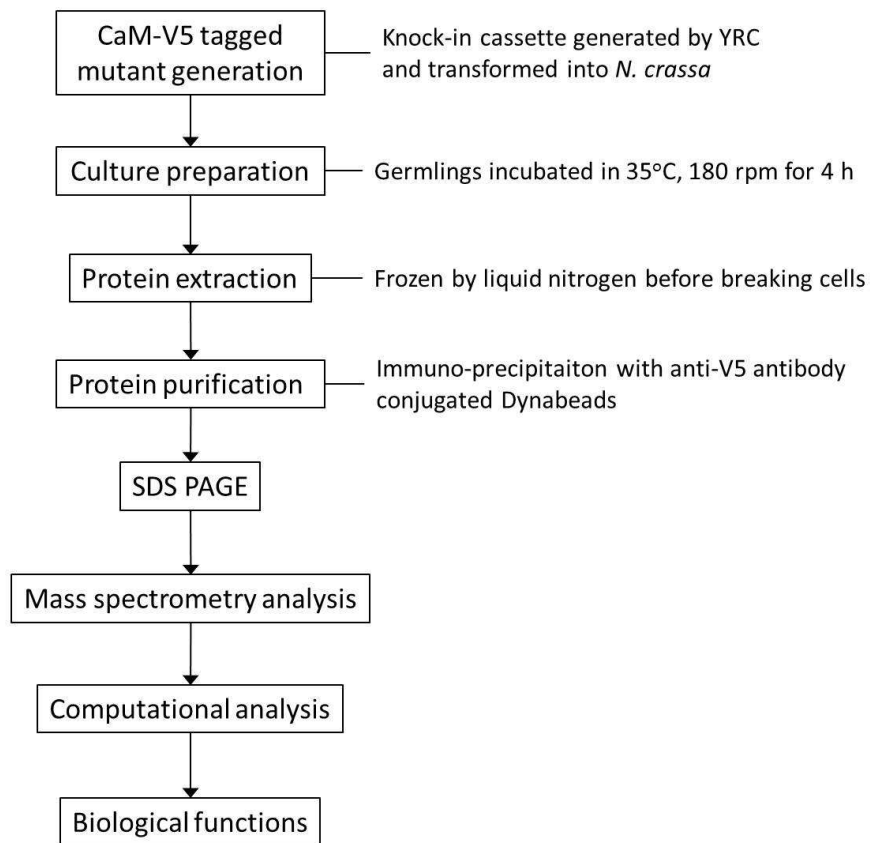 CaM-V5 tagged
mutant generation
Knock-in cassette generated by YRC
and transformed into N. crassa
Culture preparation
Germlings incubated in 35°C, 180 rpm for 4 h
Protein extraction
Frozen by liquid nitrogen before breaking cells
Protein purification
Immuno-precipitaiton with anti-V5 antibody
conjugated Dynabeads
SDS PAGE
Mass spectrometry analysis
Computational analysis
Biological functions